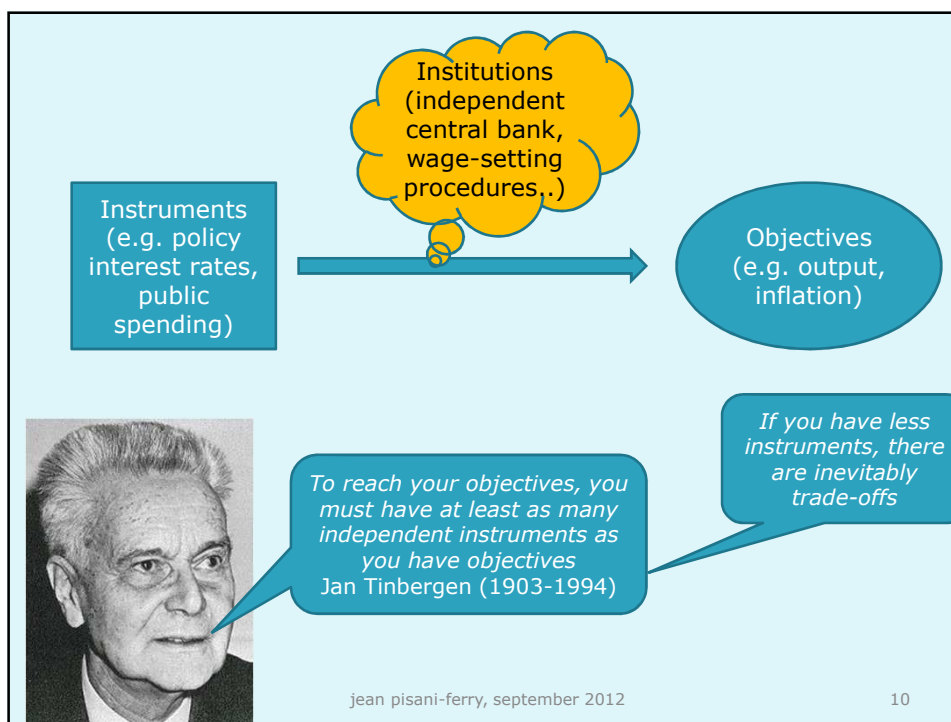 Institutions
(independent
central bank,
wage-setting
procedures..)
Instruments
(e.g. policy
interest rates,
public
spending)
Objectives
(e.g. output,
inflation)
If you have less
instruments, there
are inevitably
trade-offs
To reach your objectives, you
must have at least as many
independent instruments as
you have objectives
Jan Tinbergen (1903-1994)
jean pisani-ferry, september 2012
10